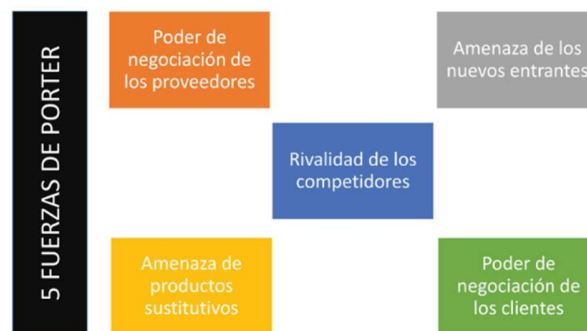 5 FUERZAS DE PORTER
Poder de
negociación de
los proveedores
Amenaza de los
nuevos entrantes
Rivalidad de los
competidores
Amenaza de
productos
sustitutivos
Poder de
negociación de
los clientes